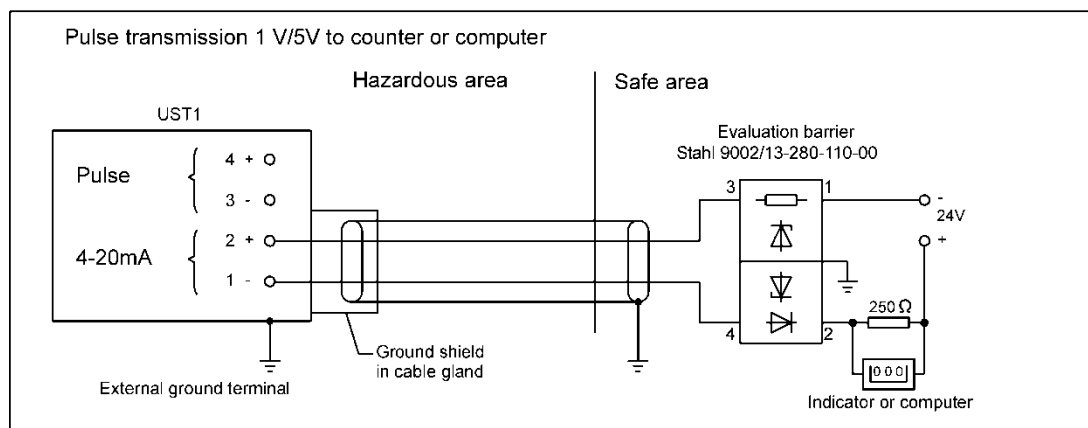 Pulse transmission 1 V/5V to counter or computer
Hazardous area
Safe area
UST1
Evaluation barrier
Stahl 9002/13-280-110-00
Pulse
4 +
3 -
4-20mA
2 +
1 -
3
1
4
2
-
24V
+
250 Ω
000
Ground shield
in cable gland
External ground terminal
Indicator or computer